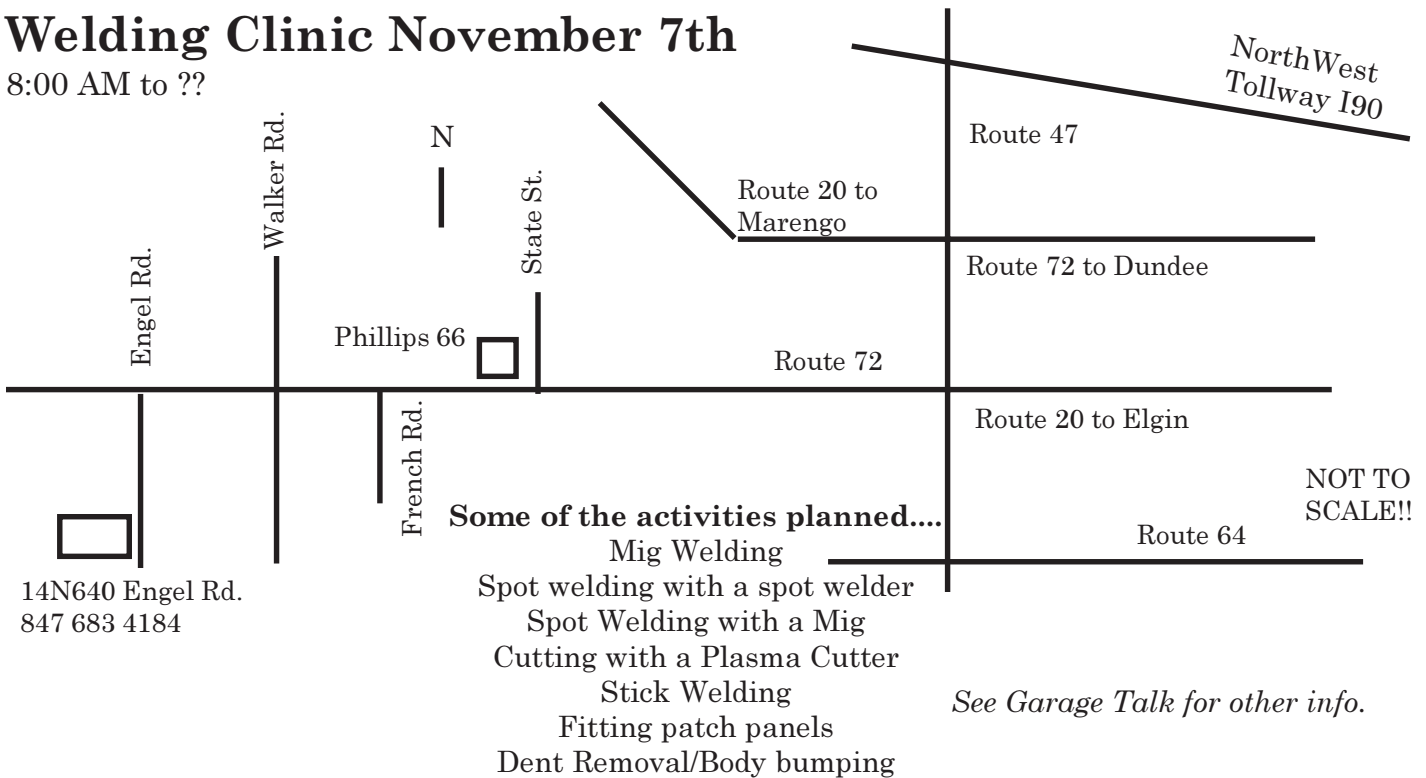 Welding Clinic November 7th
8:00 AM to ??
NorthWest
Tollway I90
Route 47
N
Walker Rd.
State St.
Engel Rd.
Route 20 to
Marengo
Route 72 to Dundee
Phillips 66
Route 72
Route 20 to Elgin
French Rd.
NOT TO
SCALE!!
Route 64
14N640 Engel Rd.
847 683 4184
Some of the activities planned....
Mig Welding
Spot welding with a spot welder
Spot Welding with a Mig
Cutting with a Plasma Cutter
Stick Welding
Fitting patch panels
Dent Removal/Body bumping
See Garage Talk for other info.